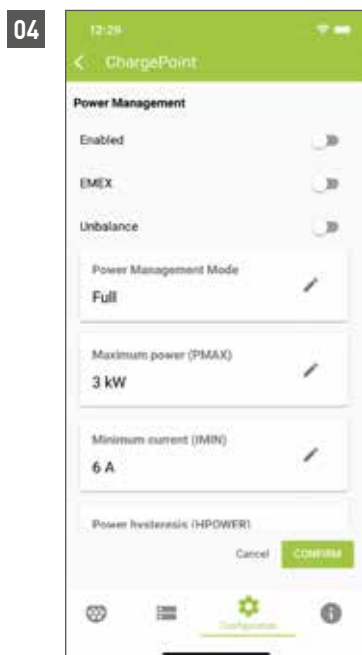 04
12:29
ChargePoint
Power Management
Enabled
EMEX
Unbalance
Power Management Mode
Full
Maximum power (PMAX)
3 kW
Minimum current (IMIN)
6 A
Power hysteresis (HPOWER)
Cancel CONFIRM
Configuration